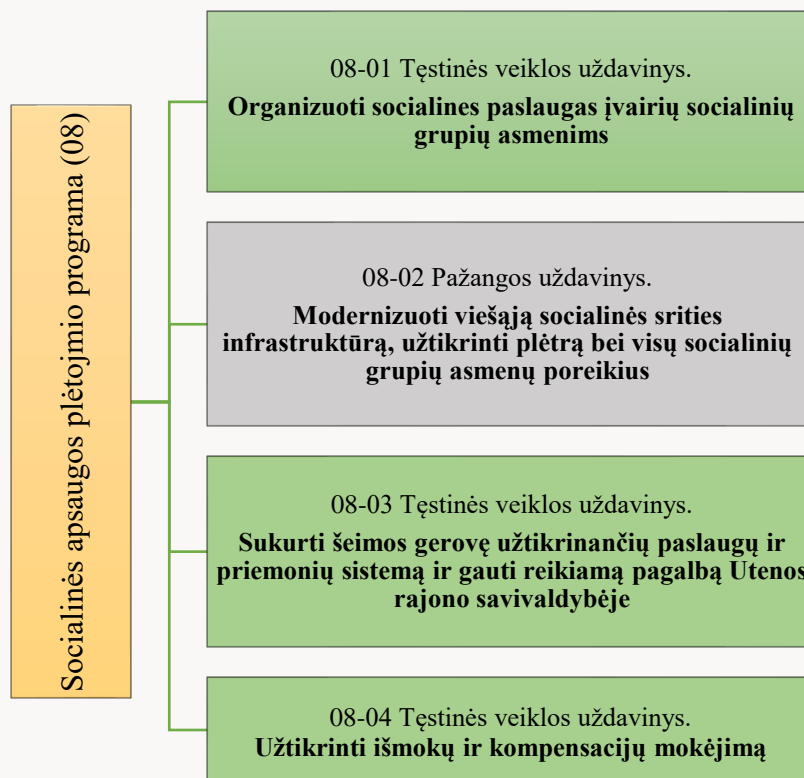 Socialinės apsaugos plėtojmio programa (08)
08-01 Tęstinės veiklos uždavinys.
Organizuoti socialines paslaugas įvairių socialinių
grupių asmenims
08-02 Pažangos uždavinys.
Modernizuoti viešąją socialinės srities
infrastruktūrą, užtikrinti plėtrą bei visų socialinių
grupių asmenų poreikius
08-03 Tęstinės veiklos uždavinys.
Sukurti šeimos gerovę užtikrinančių paslaugų ir
priemonių sistemą ir gauti reikiamą pagalbą Utenos
rajono savivaldybėje
08-04 Tęstinės veiklos uždavinys.
Užtikrinti išmokų ir kompensacijų mokėjimą